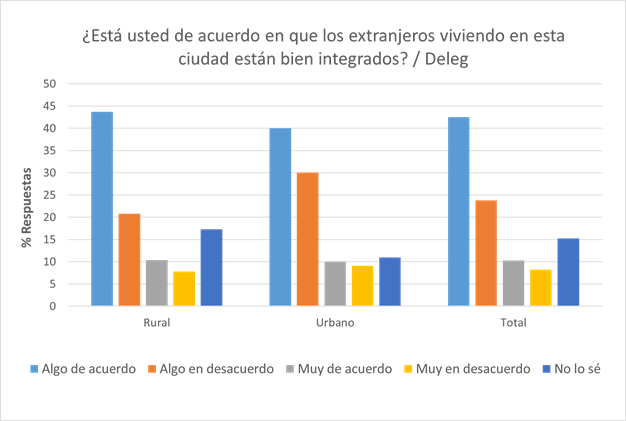 ¿Está usted de acuerdo en que los extranjeros viviendo en esta
ciudad están bien integrados? / Deleg
50
45
40
35
30
25
20
15
10
5
0
% Respuestas
Rural Urbano Total
Algo de acuerdo Algo en desacuerdo Muy de acuerdo Muy en desacuerdo No lo sé